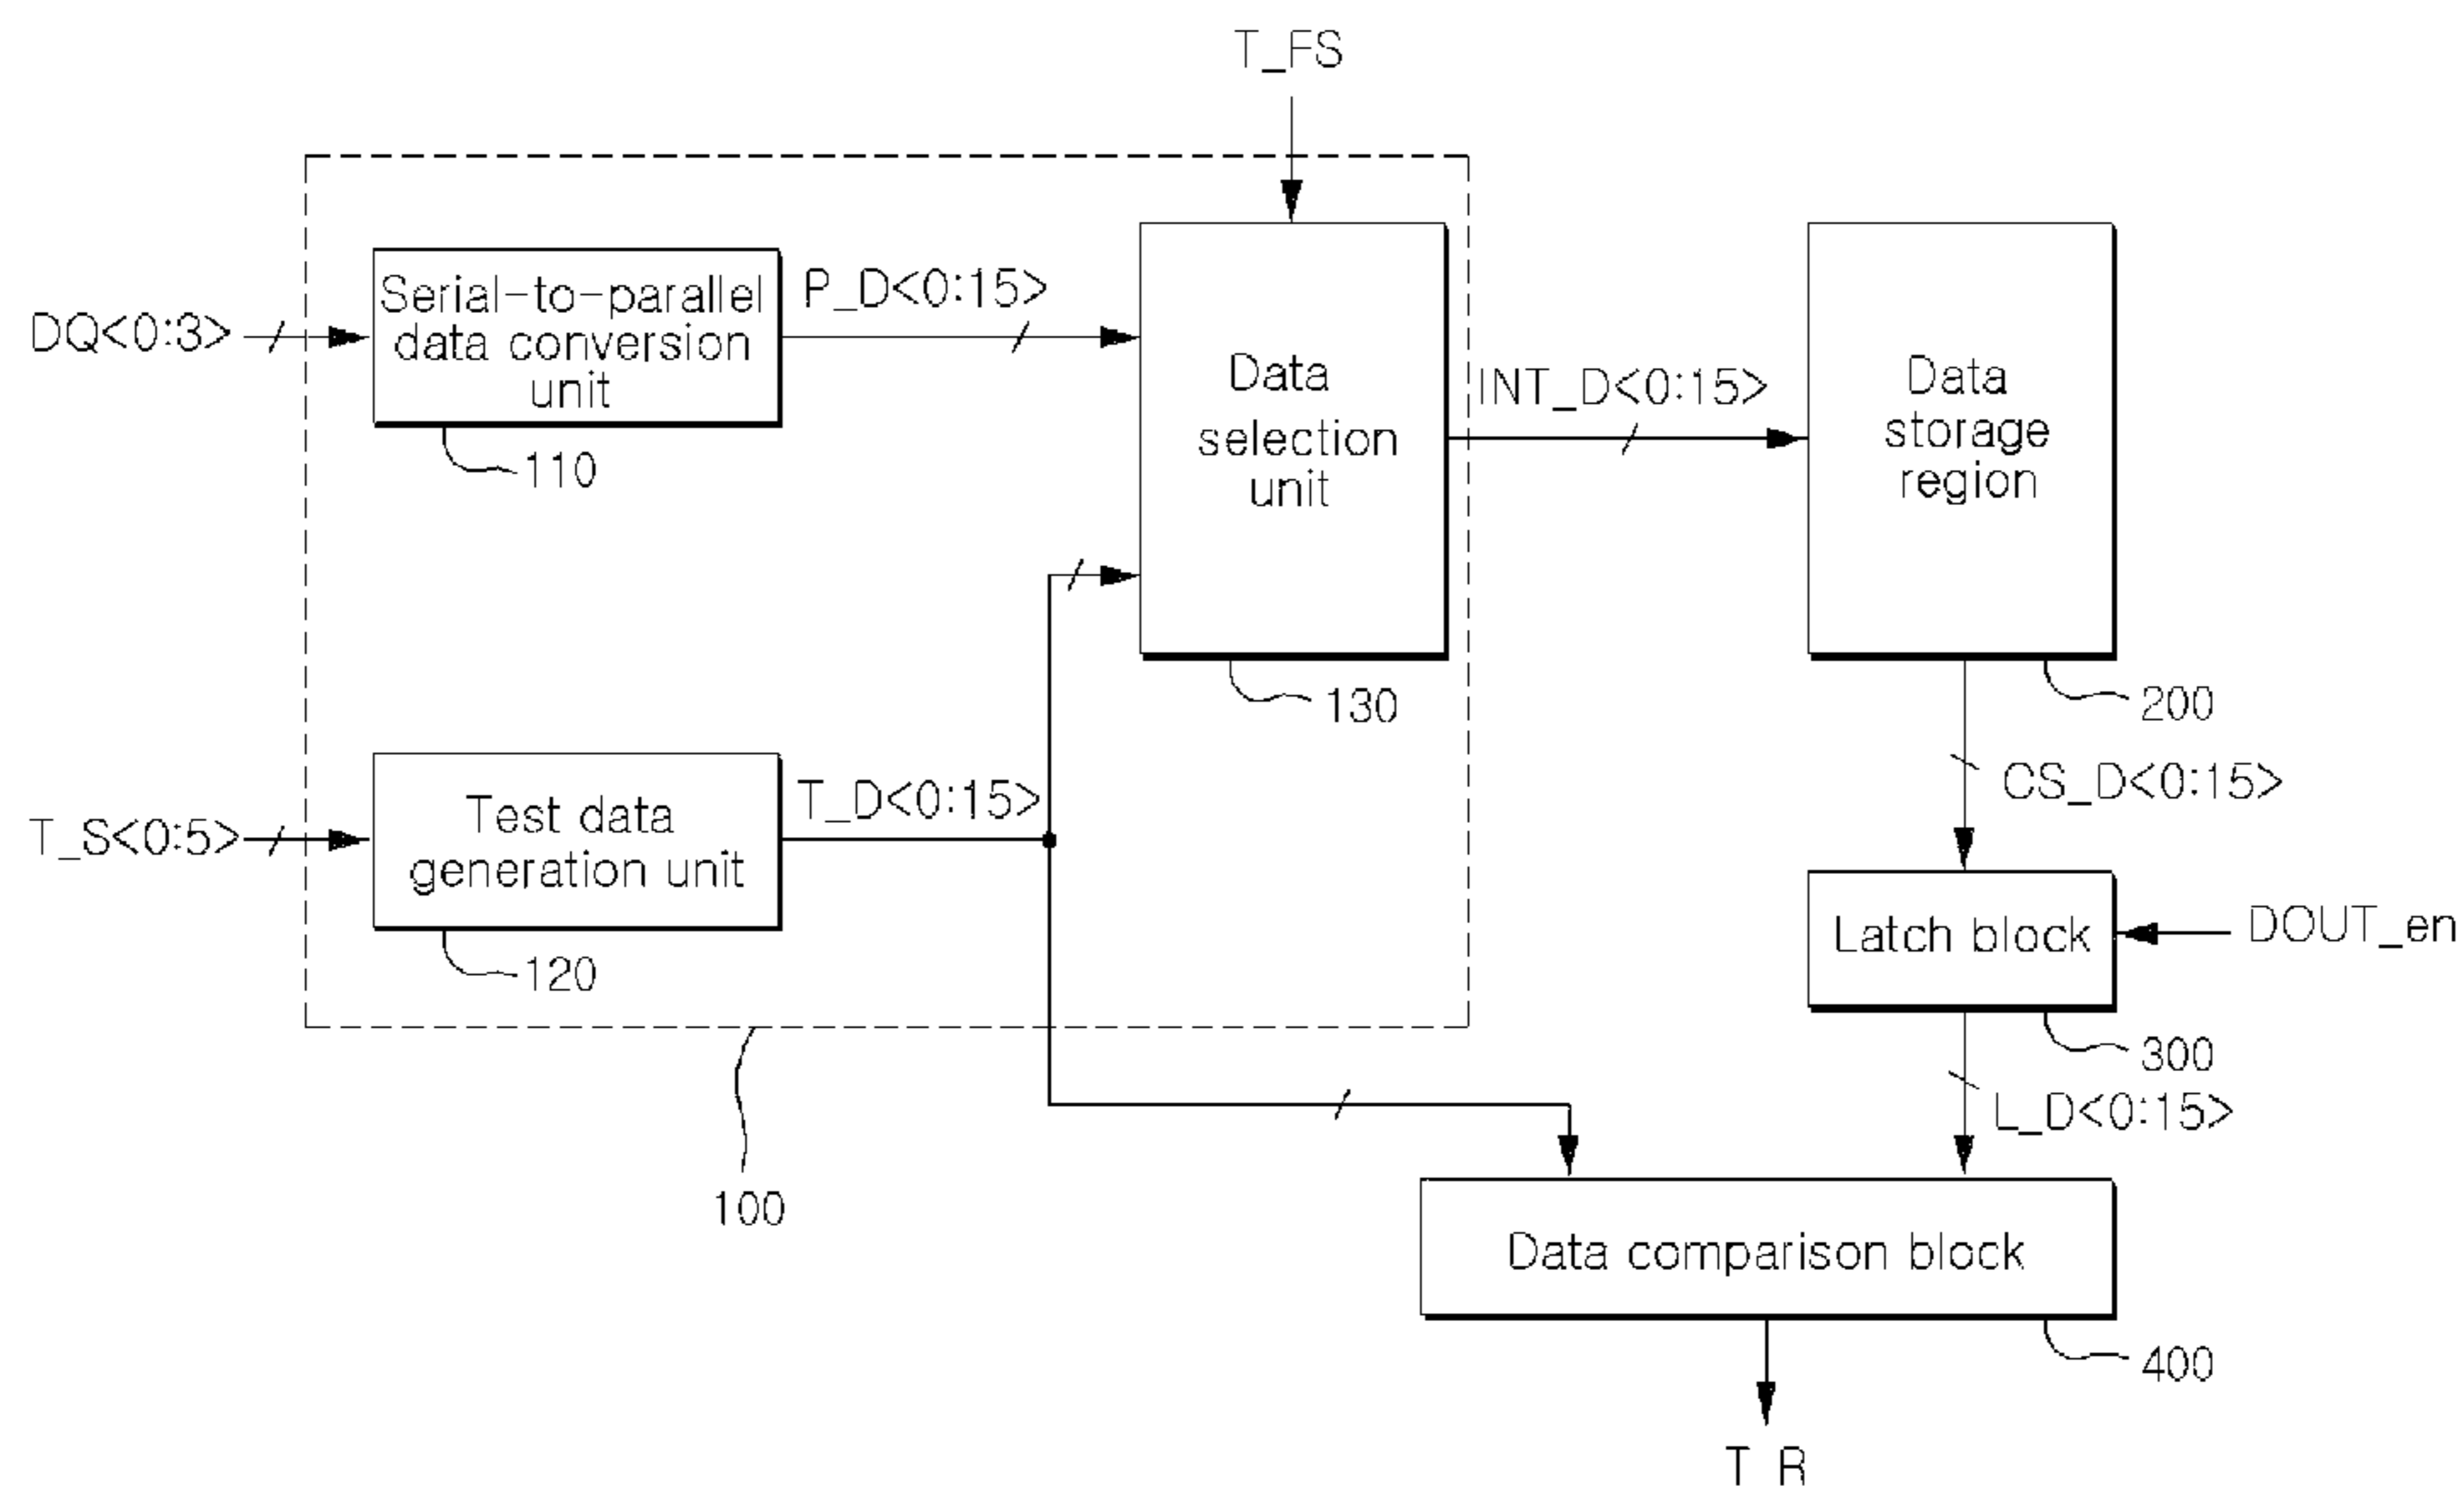 T_FS
Serial-to-parallel
data conversion
unit
DQ<0:3>
P_D<0:15>
110
Data
selection
unit
130
INT_D<0:15>
Data
storage
region
200
T_S<0:5>
Test data
generation unit
120
T_D<0:15>
CS_D<0:15>
Latch block
DOUT_en
300
L_D<0:15>
100
Data comparison block
400
T_R